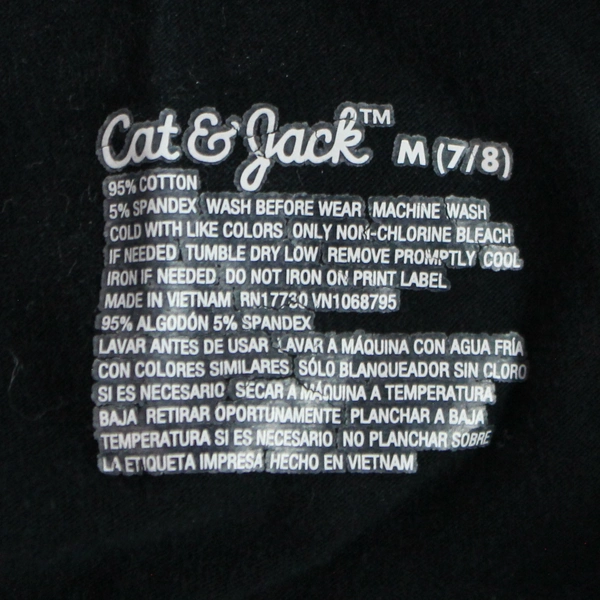 Cat & Jack™ M (7/8)
95% COTTON
5% SPANDEX WASH BEFORE WEAR MACHINE WASH
COLD WITH LIKE COLORS ONLY NON-CHLORINE BLEACH
IF NEEDED TUMBLE DRY LOW REMOVE PROMPTLY COOL
IRON IF NEEDED DO NOT IRON ON PRINT LABEL
MADE IN VIETNAM RN17730 VN1068795
95% ALGODÓN 5% SPANDEX
LAVAR ANTES DE USAR LAVAR A MÁQUINA CON AGUA FRÍA
CON COLORES SIMILARES SÓLO BLANQUEADOR SIN CLORO
SI ES NECESARIO SECAR A MÁQUINA A TEMPERATURA
BAJA RETIRAR OPORTUNAMENTE PLANCHAR A BAJA
TEMPERATURA SI ES NECESARIO NO PLANCHAR SOBRE
LA ETIQUETA IMPRESA HECHO EN VIETNAM